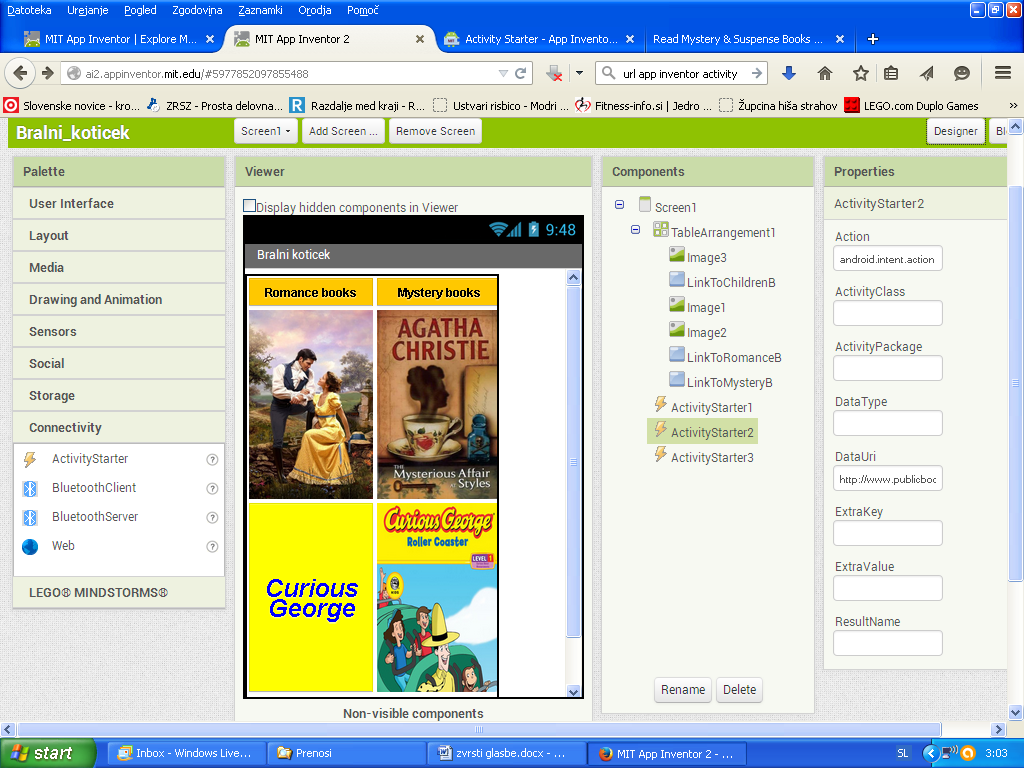 Datoteka Urejanje Pogled Zgodovina Zaznamki Orodja Pomoč
MIT App Inventor | Explore M... × MIT App Inventor 2 × Activity Starter - App Invento... × Read Mystery & Suspense Books ... × +
ai2.appinventor.mit.edu/#5977852097855488 url app inventor activity
Slovenske novice - kro... ZRSZ - Prosta delovna... Razdalje med kraji - R... Ustvari risbico - Modri ... Fitness-info.si | Jedro ... Župcina hiša strahov LEGO.com Duplo Games »
Bralni_koticek Screen1 Add Screen ... Remove Screen Designer Bl
Palette
User Interface
Layout
Media
Drawing and Animation
Sensors
Social
Storage
Connectivity
ActivityStarter ?
BluetoothClient ?
BluetoothServer ?
Web ?
LEGO® MINDSTORMS®
Viewer
Display hidden components in Viewer
9:48
Bralni koticek
Romance books Mystery books
AGATHA
CHRISTIE
THE
Mysterious Affair
at
Styles
Curious
George
Curious George
Roller Coaster
LEVEL 1
Non-visible components
Components
Screen1
TableArrangement1
Image3
LinkToChildrenB
Image1
Image2
LinkToRomanceB
LinkToMysteryB
ActivityStarter1
ActivityStarter2
ActivityStarter3
Rename Delete
Properties
ActivityStarter2
Action
android.intent.action
ActivityClass
ActivityPackage
DataType
DataUri
http://www.publicboo
ExtraKey
ExtraValue
ResultName
start Inbox - Windows Live... Prenosi zvrsti glasbe.docx - ... MIT App Inventor 2 - ... SL 3:03